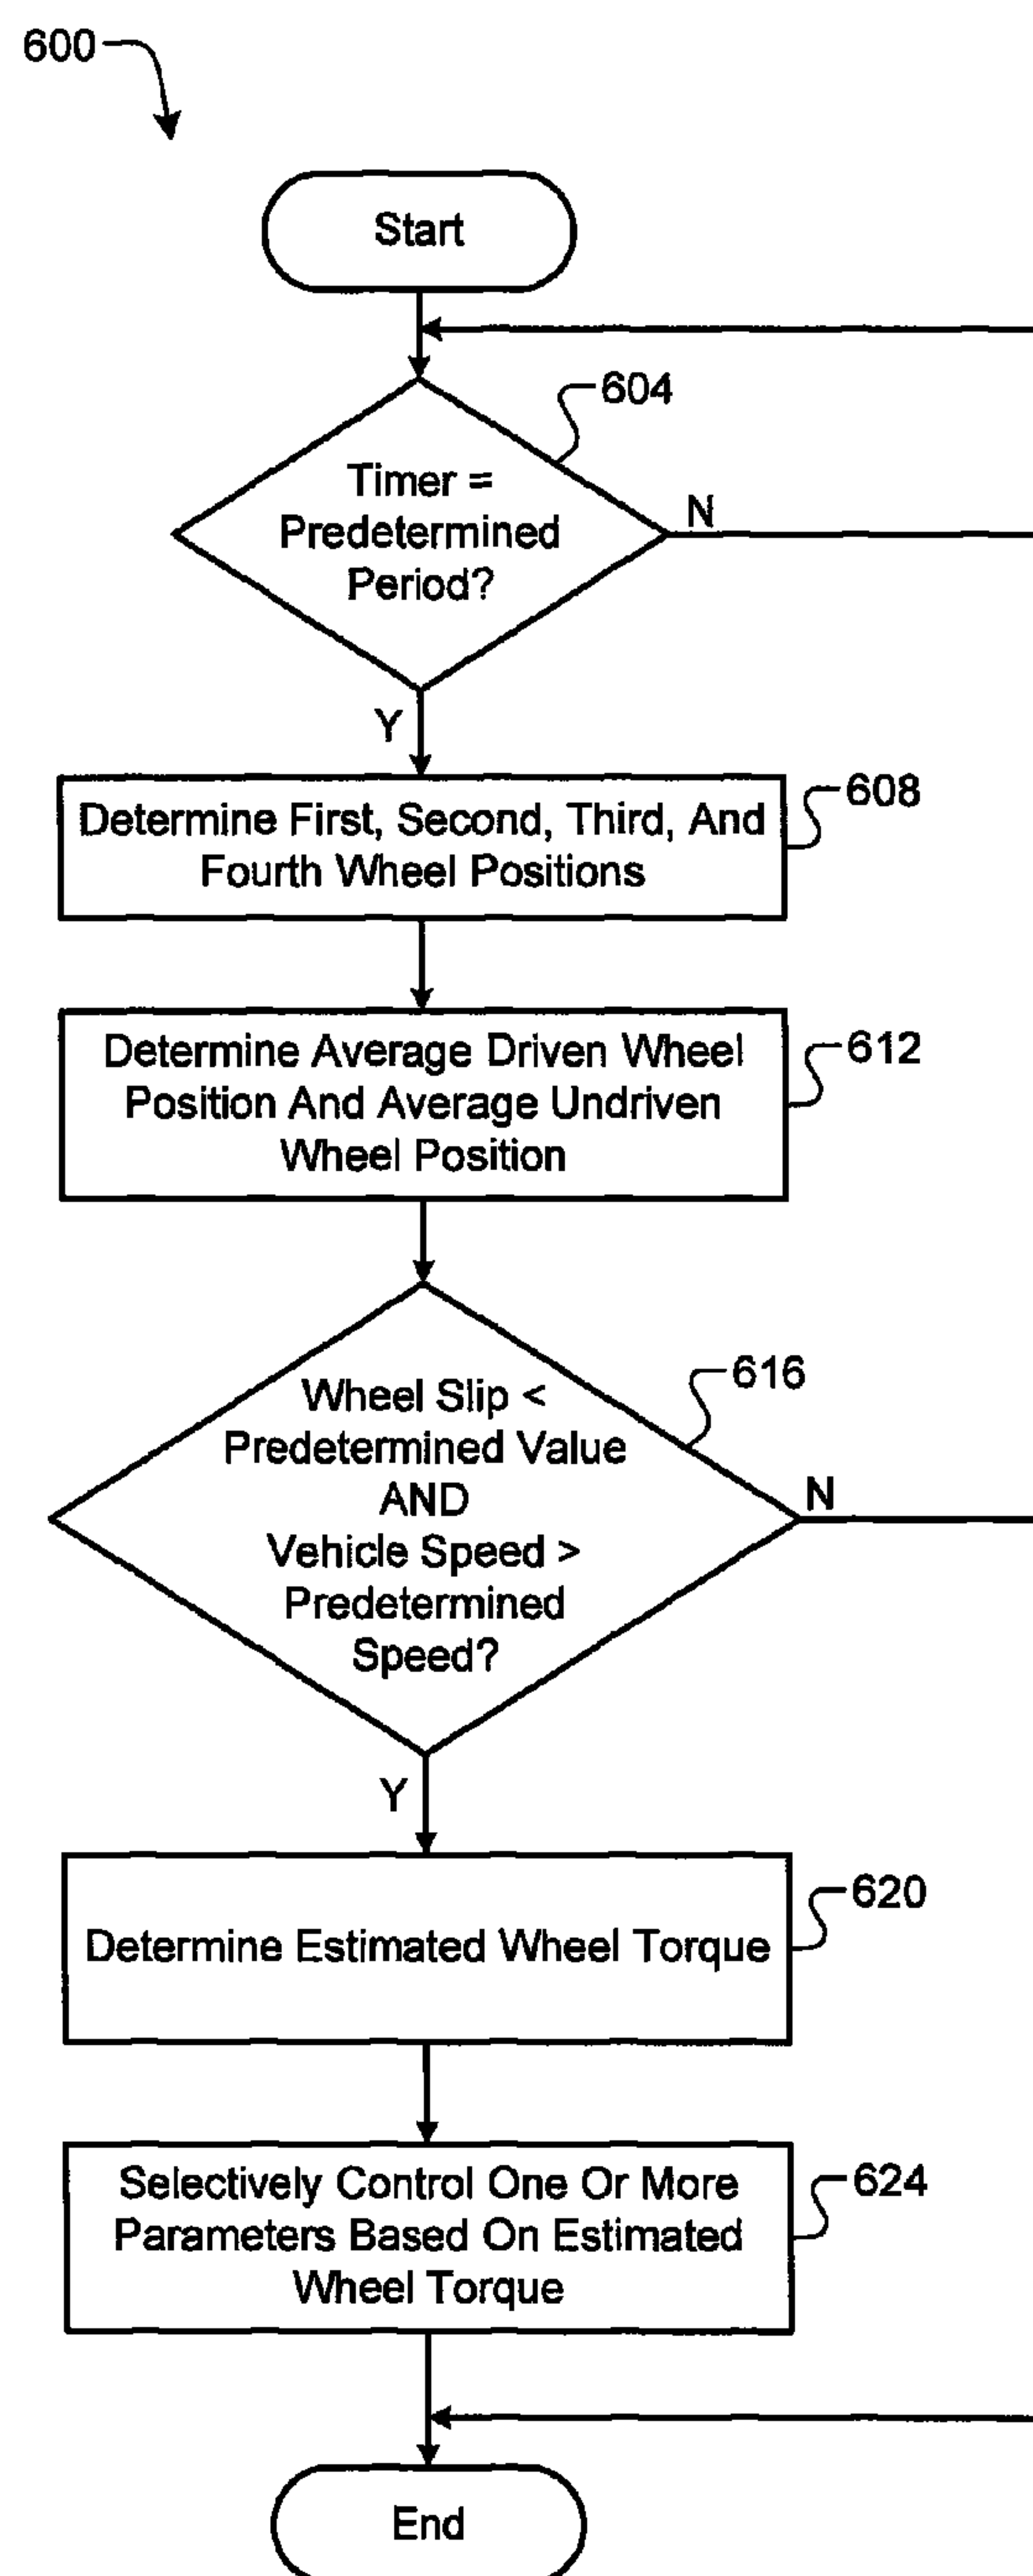 600
Start
604
Timer =
Predetermined
Period?
N
Y
608
Determine First, Second, Third, And
Fourth Wheel Positions
612
Determine Average Driven Wheel
Position And Average Undriven
Wheel Position
616
Wheel Slip <
Predetermined Value
AND
Vehicle Speed >
Predetermined
Speed?
N
Y
620
Determine Estimated Wheel Torque
624
Selectively Control One Or More
Parameters Based On Estimated
Wheel Torque
End